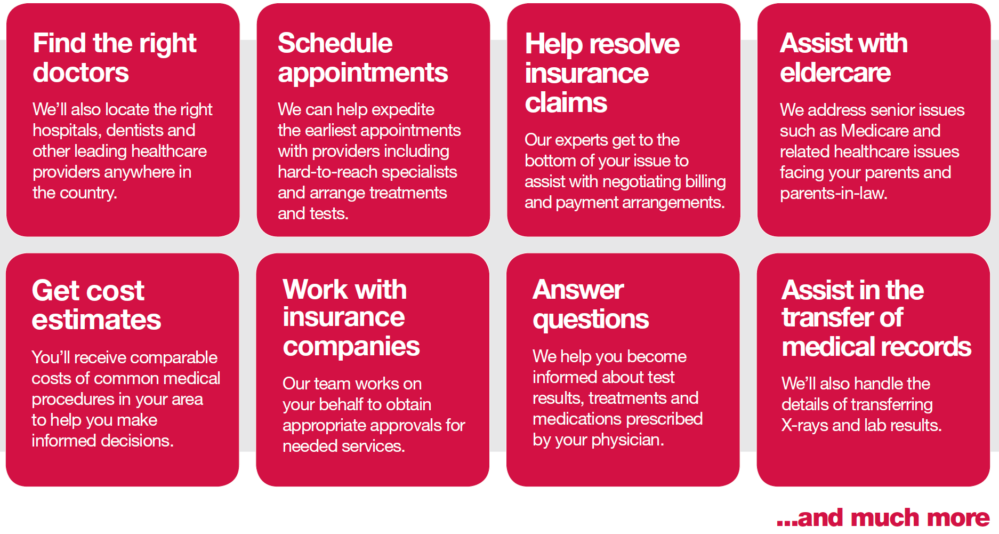 Find the right
doctors
We’ll also locate the right
hospitals, dentists and
other leading healthcare
providers anywhere in
the country.
Schedule
appointments
We can help expedite
the earliest appointments
with providers including
hard-to-reach specialists
and arrange treatments
and tests.
Help resolve
insurance
claims
Our experts get to the
bottom of your issue to
assist with negotiating billing
and payment arrangements.
Assist with
eldercare
We address senior issues
such as Medicare and
related healthcare issues
facing your parents and
parents-in-law.
Get cost
estimates
You’ll receive comparable
costs of common medical
procedures in your area
to help you make
informed decisions.
Work with
insurance
companies
Our team works on
your behalf to obtain
appropriate approvals for
needed services.
Answer
questions
We help you become
informed about test
results, treatments and
medications prescribed
by your physician.
Assist in the
transfer of
medical records
We’ll also handle the
details of transferring
X-rays and lab results.
...and much more